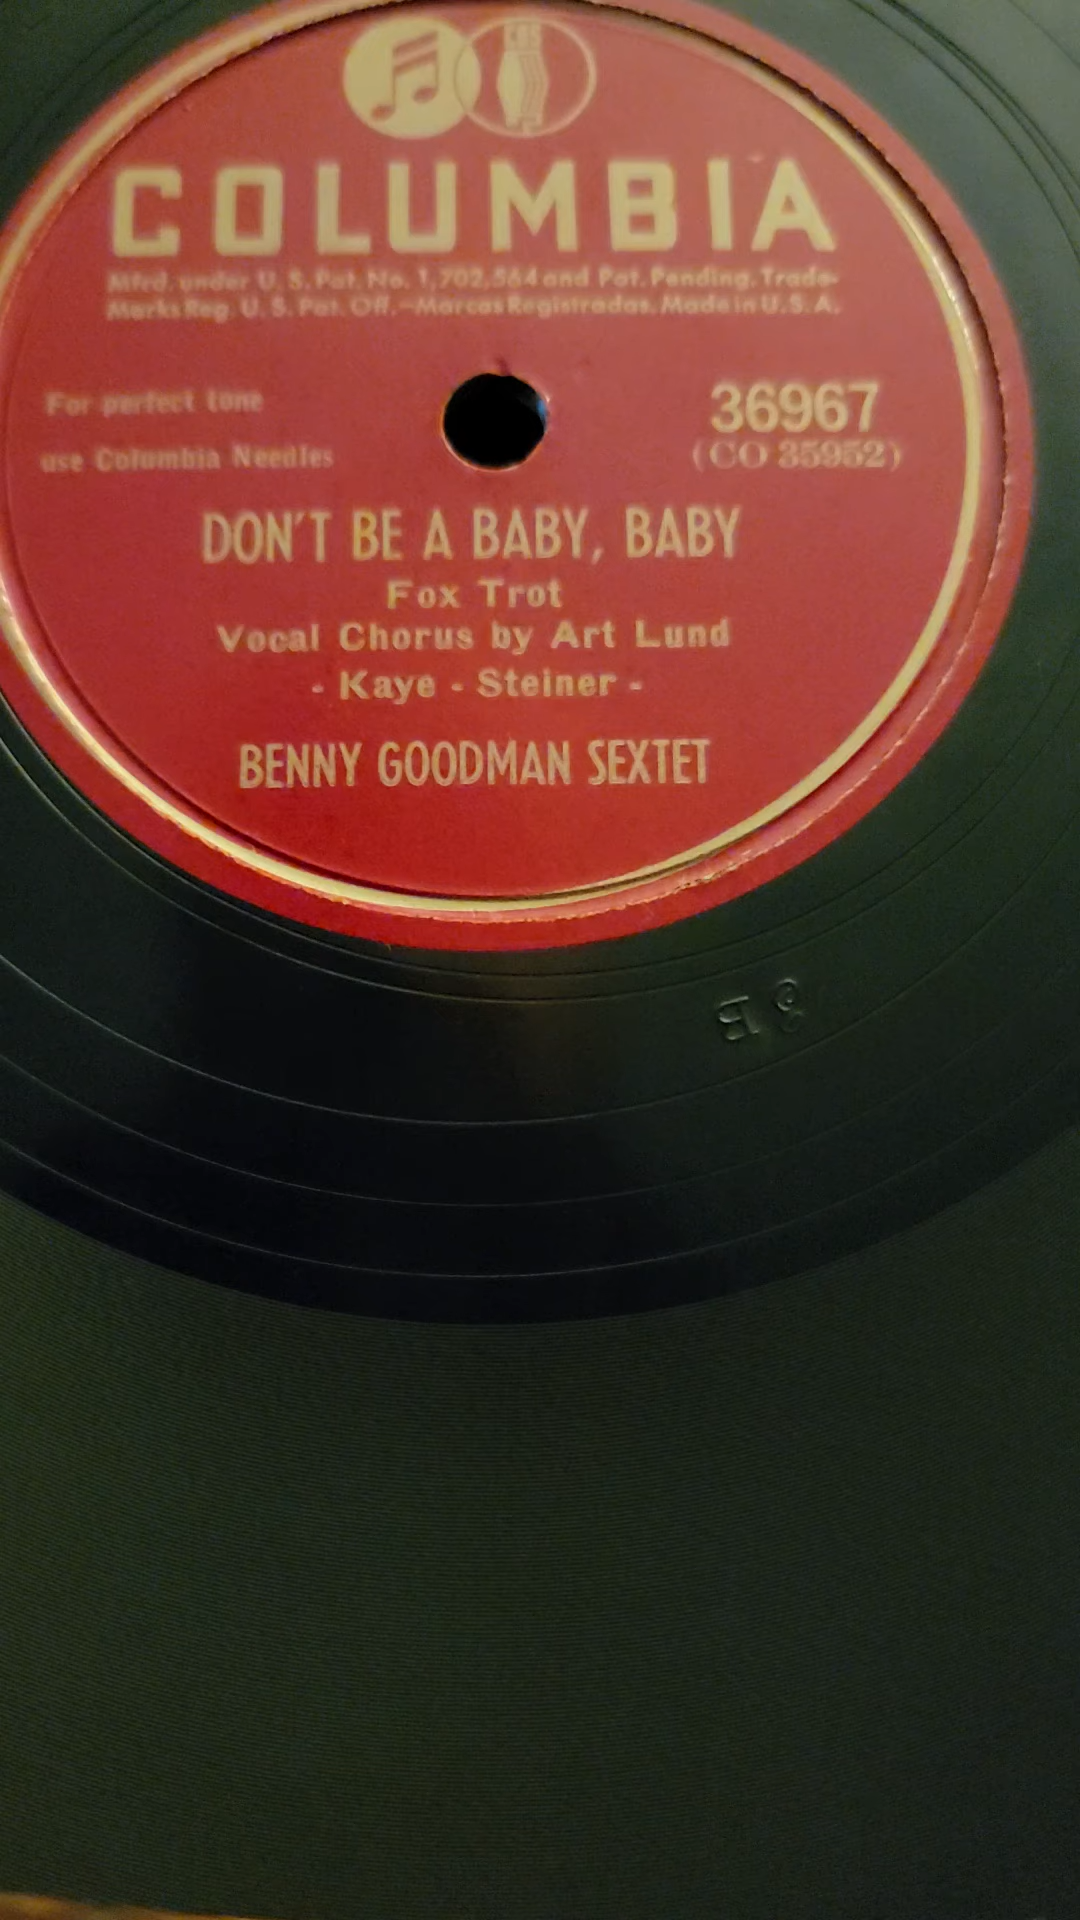 COLUMBIA
Mfrd. under U. S. Pat. No. 1,702,564 and Pat. Pending. Trade-
Marks Reg. U. S. Pat. Off.—Marcas Registradas. Made in U.S.A.
For perfect tone
use Columbia Needles
36967
(CO 35952)
DON'T BE A BABY, BABY
Fox Trot
Vocal Chorus by Art Lund
- Kaye - Steiner -
BENNY GOODMAN SEXTET